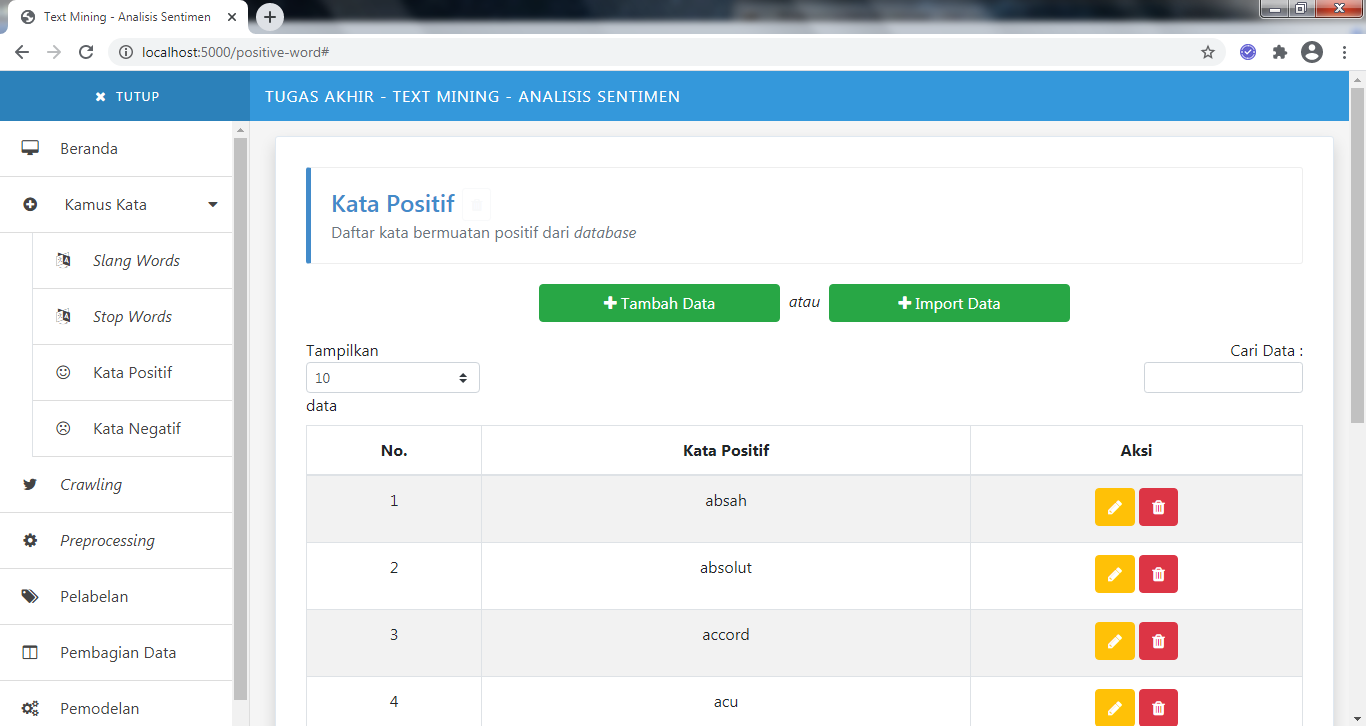 Text Mining - Analisis Sentimen
localhost:5000/positive-word#
TUTUP
TUGAS AKHIR - TEXT MINING - ANALISIS SENTIMEN
Beranda
Kamus Kata
Slang Words
Stop Words
Kata Positif
Kata Negatif
Crawling
Preprocessing
Pelabelan
Pembagian Data
Pemodelan
Kata Positif
Daftar kata bermuatan positif dari database
Tambah Data atau Import Data
Tampilkan
10
data
Cari Data :
No. Kata Positif Aksi
1 absah
2 absolut
3 accord
4 acu